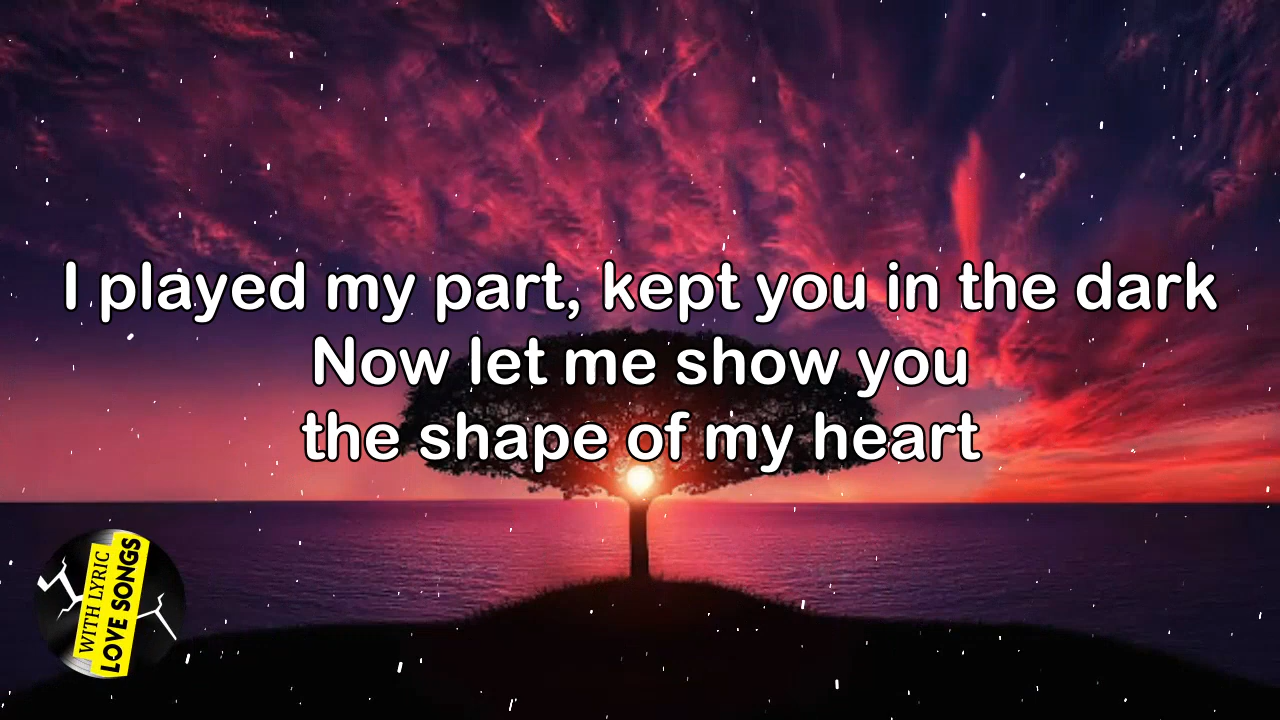 I played my part, kept you in the dark
Now let me show you
the shape of my heart
WITH LYRIC
LOVE SONGS